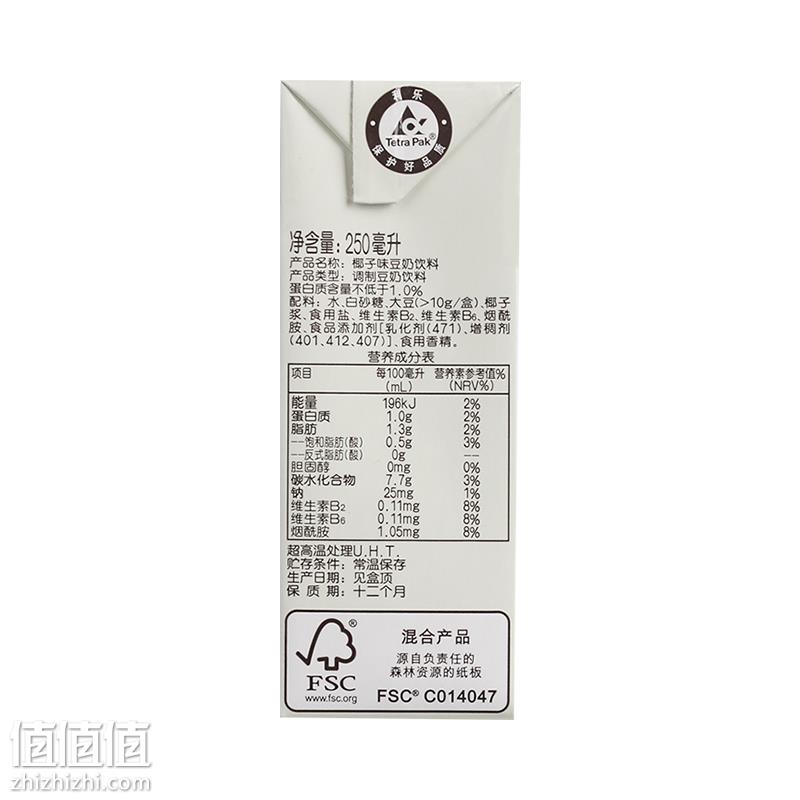 利乐
Tetra Pak®
保护好品质
净含量: 250毫升
产品名称: 椰子味豆奶饮料
产品类型: 调制豆奶饮料
蛋白质含量不低于1.0%
配料: 水、白砂糖、大豆(>10g/盒)、椰子
浆、食用盐、维生素B₂、维生素B₆、烟酰
胺、食品添加剂[乳化剂(471)、增稠剂
(401、412、407)]、食用香精。
营养成分表
项目 每100毫升 营养素参考值%
(mL) (NRV%)
能量 196kJ 2%
蛋白质 1.0g 2%
脂肪 1.3g 2%
--饱和脂肪(酸) 0.5g 3%
--反式脂肪(酸) 0g --
胆固醇 0mg 0%
碳水化合物 7.7g 3%
钠 25mg 1%
维生素B₂ 0.11mg 8%
维生素B₆ 0.11mg 8%
烟酰胺 1.05mg 8%
超高温处理U.H.T.
贮存条件: 常温保存
生产日期: 见盒顶
保 质 期: 十二个月
®
FSC
www.fsc.org
混合产品
源自负责任的
森林资源的纸板
FSC® C014047
值值值
zhizhizhi.com